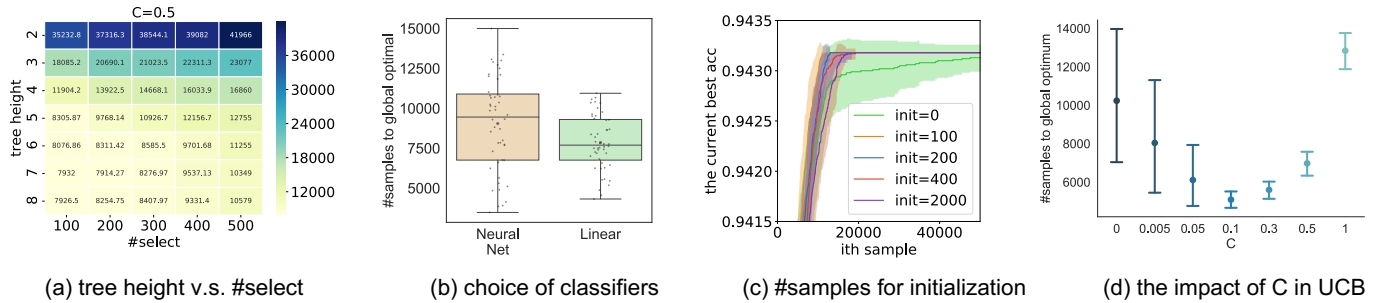 C=0.5
tree height
2 35232.8 37316.3 38544.1 39082 41966
3 18085.2 20690.1 21023.5 22311.3 23077
4 11904.2 13922.5 14668.1 16033.9 16860
5 8305.87 9768.14 10926.7 12156.7 12755
6 8076.86 8311.42 8585.5 9701.68 11255
7 7932 7914.27 8276.97 9537.13 10349
8 7926.5 8254.75 8407.97 9331.4 10579
100 200 300 400 500
#select
36000
30000
24000
18000
12000
(a) tree height v.s. #select
#samples to global optimal
15000
12500
10000
7500
5000
Neural
Net
Linear
(b) choice of classifiers
the current best acc
0.9435
0.9430
0.9425
0.9420
0.9415
init=0
init=100
init=200
init=400
init=2000
0 20000 40000
ith sample
(c) #samples for initialization
#samples to global optimum
14000
12000
10000
8000
6000
0 0.005 0.05 0.1 0.3 0.5 1
C
(d) the impact of C in UCB